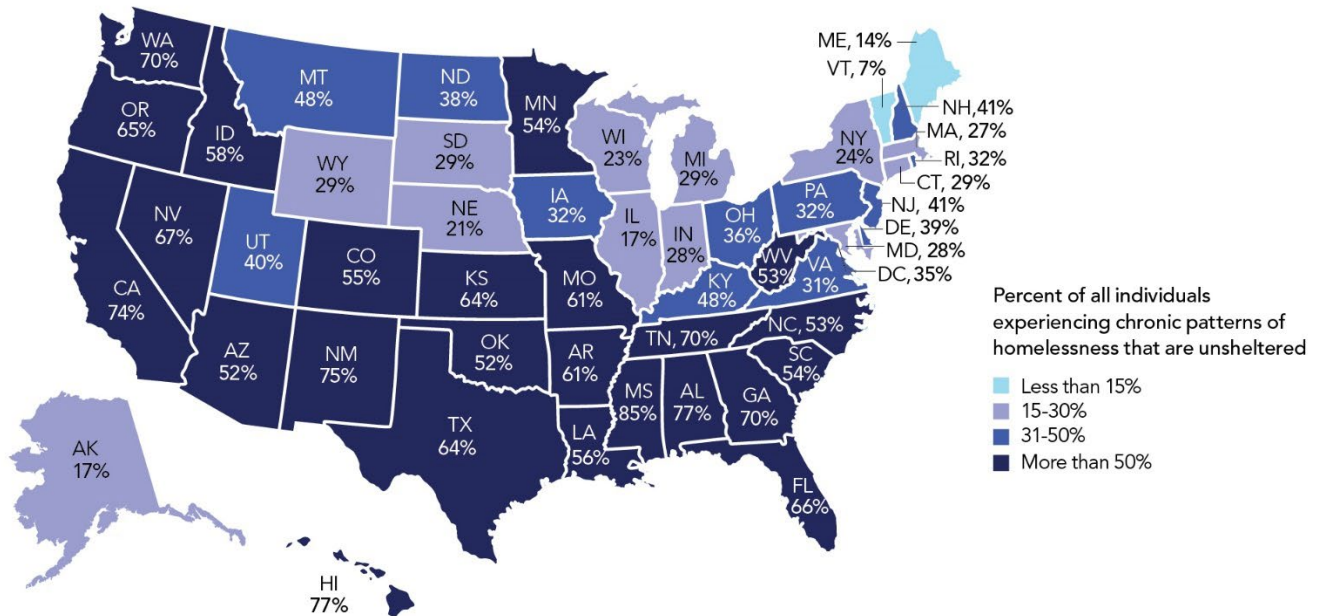 WA
70%
OR
65%
ID
58%
MT
48%
ND
38%
MN
54%
WY
29%
SD
29%
WI
23%
MI
29%
NY
24%
ME, 14%
VT, 7%
NH, 41%
MA, 27%
RI, 32%
CT, 29%
NJ, 41%
DE, 39%
MD, 28%
DC, 35%
NV
67%
UT
40%
CO
55%
NE
21%
IA
32%
IL
17%
IN
28%
OH
36%
PA
32%
WV
53%
VA
31%
KY
48%
CA
74%
AZ
52%
NM
75%
KS
64%
MO
61%
OK
52%
AR
61%
TN, 70%
NC, 53%
SC
54%
MS
85%
AL
77%
GA
70%
TX
64%
LA
56%
FL
66%
AK
17%
HI
77%
Percent of all individuals
experiencing chronic patterns of
homelessness that are unsheltered
Less than 15%
15-30%
31-50%
More than 50%